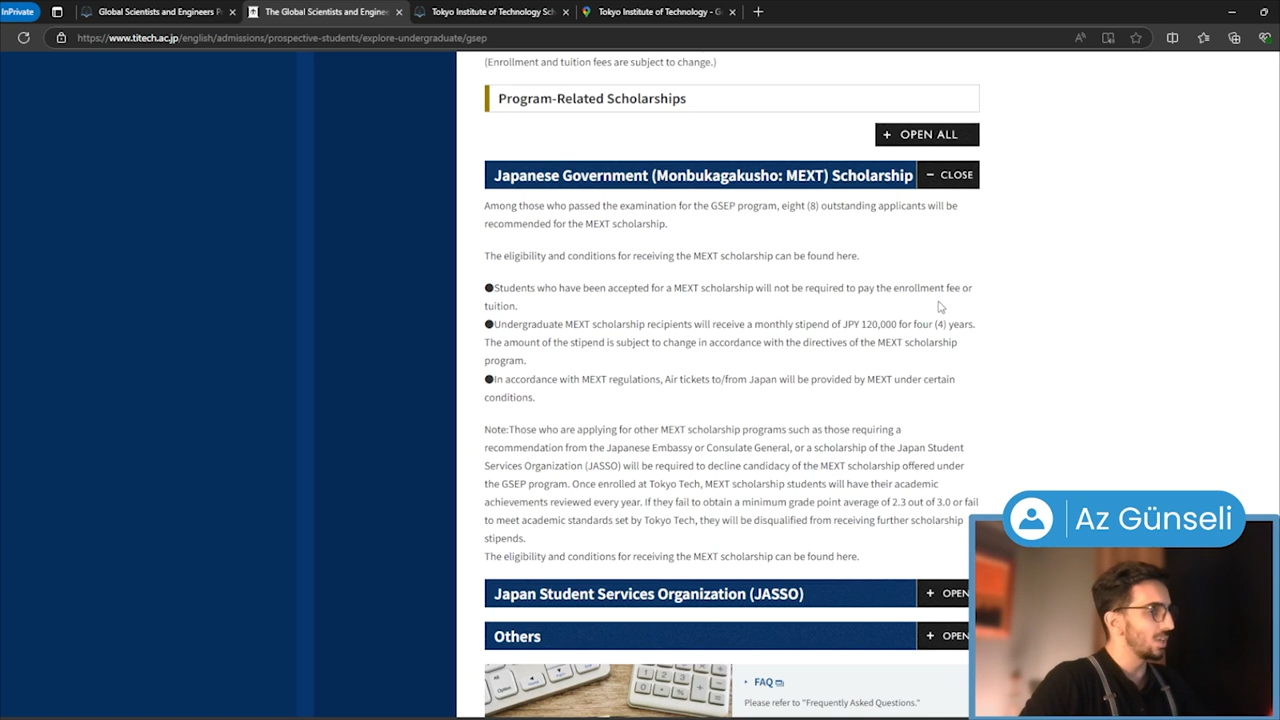 InPrivate
Global Scientists and Engineers P
The Global Scientists and Engine
Tokyo Institute of Technology Sch
Tokyo Institute of Technology - G
https://www.titech.ac.jp/english/admissions/prospective-students/explore-undergraduate/gsep
(Enrollment and tuition fees are subject to change.)
Program-Related Scholarships
+ OPEN ALL
Japanese Government (Monbukagakusho: MEXT) Scholarship
− CLOSE
Among those who passed the examination for the GSEP program, eight (8) outstanding applicants will be
recommended for the MEXT scholarship.
The eligibility and conditions for receiving the MEXT scholarship can be found here.
●Students who have been accepted for a MEXT scholarship will not be required to pay the enrollment fee or
tuition.
●Undergraduate MEXT scholarship recipients will receive a monthly stipend of JPY 120,000 for four (4) years.
The amount of the stipend is subject to change in accordance with the directives of the MEXT scholarship
program.
●In accordance with MEXT regulations, Air tickets to/from Japan will be provided by MEXT under certain
conditions.
Note:Those who are applying for other MEXT scholarship programs such as those requiring a
recommendation from the Japanese Embassy or Consulate General, or a scholarship of the Japan Student
Services Organization (JASSO) will be required to decline candidacy of the MEXT scholarship offered under
the GSEP program. Once enrolled at Tokyo Tech, MEXT scholarship students will have their academic
achievements reviewed every year. If they fail to obtain a minimum grade point average of 2.3 out of 3.0 or fail
to meet academic standards set by Tokyo Tech, they will be disqualified from receiving further scholarship
stipends.
The eligibility and conditions for receiving the MEXT scholarship can be found here.
Az Günseli
Japan Student Services Organization (JASSO)
+ OPEN
Others
+ OPEN
FAQ
Please refer to "Frequently Asked Questions."